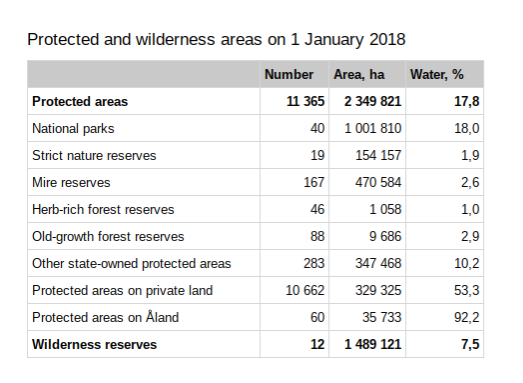 Protected and wilderness areas on 1 January 2018
Number Area, ha Water, %
Protected areas 11 365 2 349 821 17,8
National parks 40 1 001 810 18,0
Strict nature reserves 19 154 157 1,9
Mire reserves 167 470 584 2,6
Herb-rich forest reserves 46 1 058 1,0
Old-growth forest reserves 88 9 686 2,9
Other state-owned protected areas 283 347 468 10,2
Protected areas on private land 10 662 329 325 53,3
Protected areas on Åland 60 35 733 92,2
Wilderness reserves 12 1 489 121 7,5